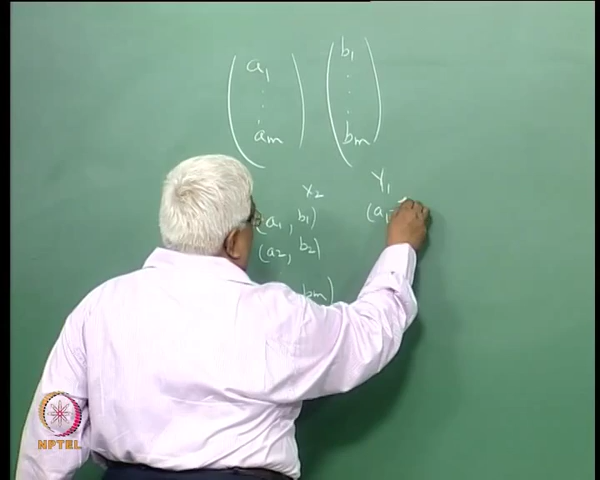 ( a1 . . . am ) ( b1 . . . bm )
X2 Y1
(a1, b1) (a1 -
(a2, b2)
bm)
NPTEL